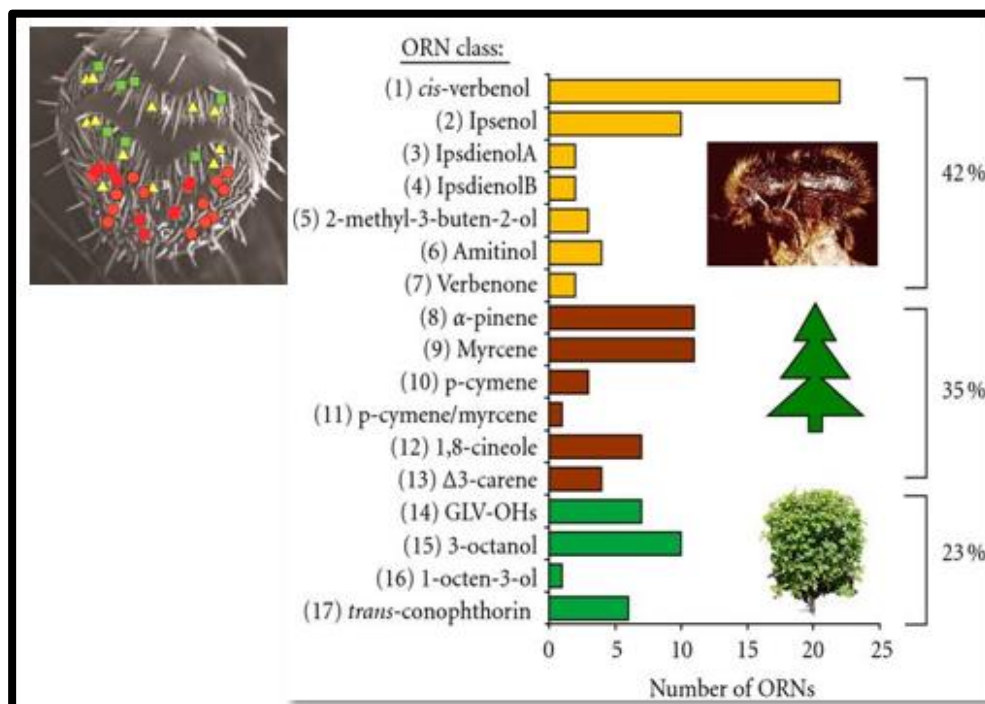 ORN class:
(1) cis-verbenol
(2) Ipsenol
(3) IpsdienolA
(4) IpsdienolB
(5) 2-methyl-3-buten-2-ol
(6) Amitinol
(7) Verbenone
(8) α-pinene
(9) Myrcene
(10) p-cymene
(11) p-cymene/myrcene
(12) 1,8-cineole
(13) Δ3-carene
(14) GLV-OHs
(15) 3-octanol
(16) 1-octen-3-ol
(17) trans-conophthorin
42%
35%
23%
0 5 10 15 20 25
Number of ORNs